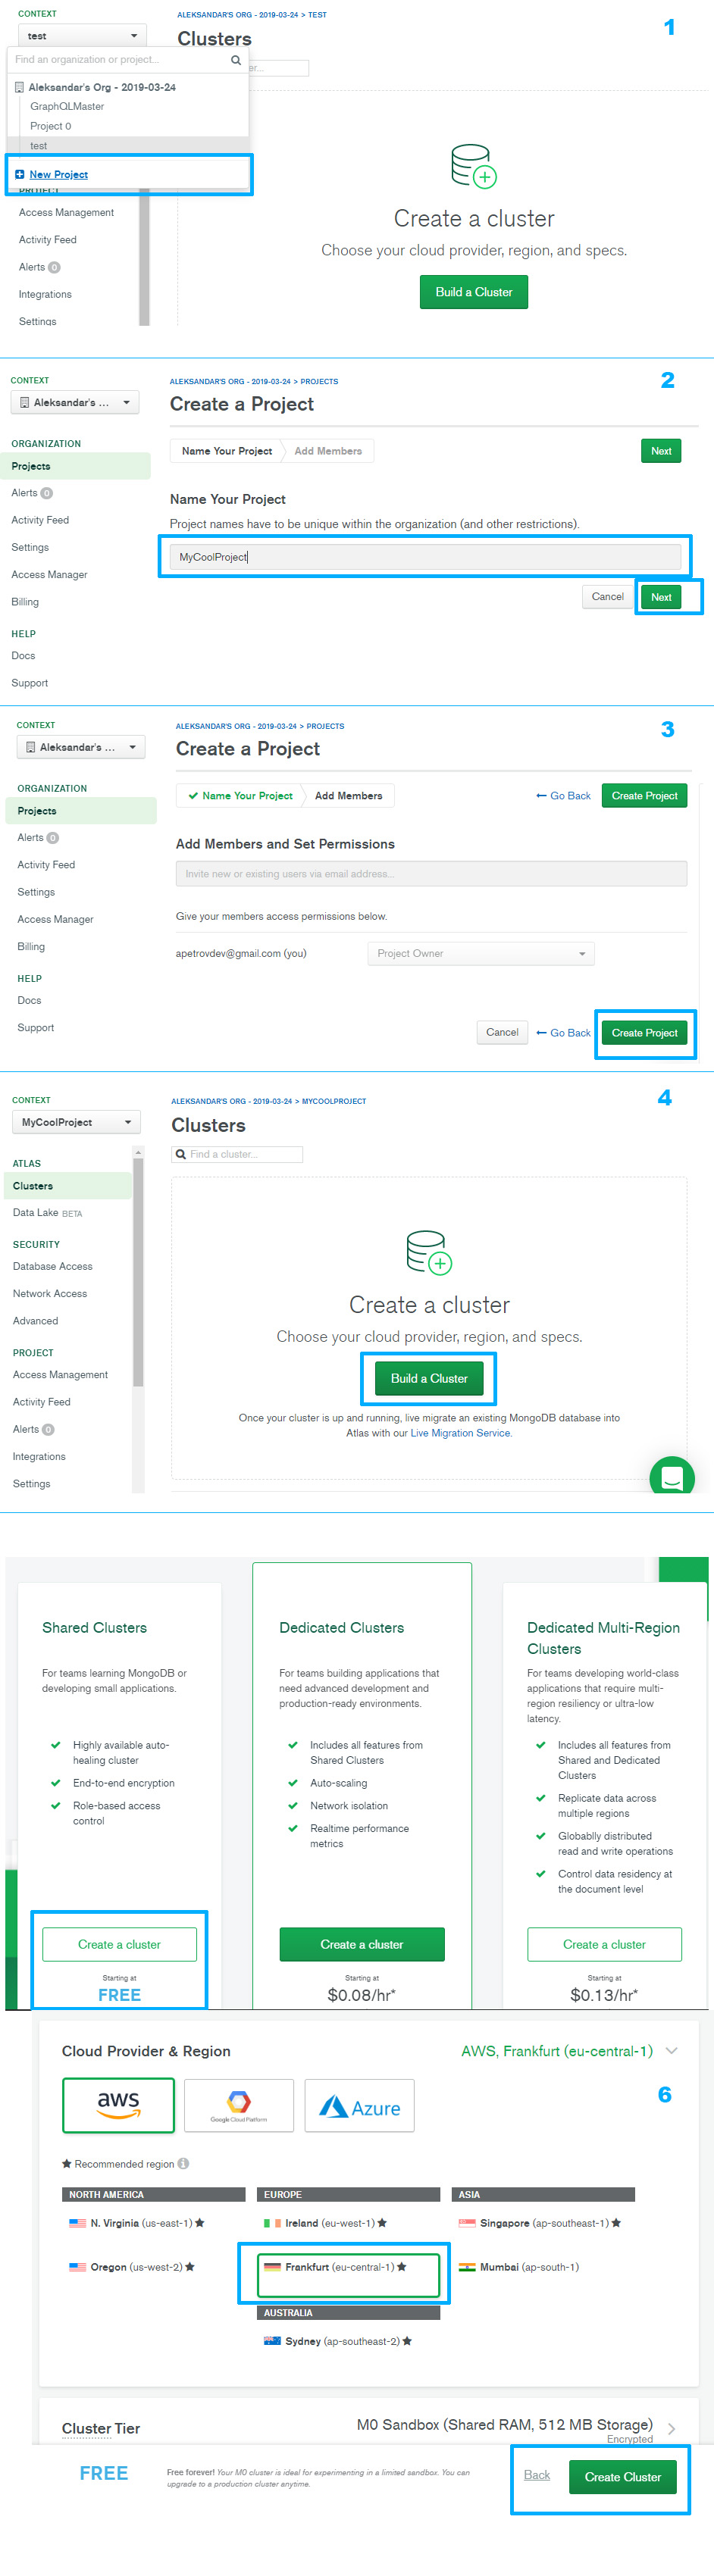 CONTEXT
test
Find an organization or project...
Aleksandar's Org - 2019-03-24
GraphQLMaster
Project 0
test
New Project
PROJECT
Access Management
Activity Feed
Alerts 0
Integrations
Settings
ALEKSANDAR'S ORG - 2019-03-24 > TEST
1
Clusters
Create a cluster
Choose your cloud provider, region, and specs.
Build a Cluster
CONTEXT
Aleksandar's ...
ORGANIZATION
Projects
Alerts 0
Activity Feed
Settings
Access Manager
Billing
HELP
Docs
Support
ALEKSANDAR'S ORG - 2019-03-24 > PROJECTS
2
Create a Project
Name Your Project
Add Members
Next
Name Your Project
Project names have to be unique within the organization (and other restrictions).
MyCoolProject
Cancel
Next
CONTEXT
Aleksandar's ...
ORGANIZATION
Projects
Alerts 0
Activity Feed
Settings
Access Manager
Billing
HELP
Docs
Support
ALEKSANDAR'S ORG - 2019-03-24 > PROJECTS
3
Create a Project
Name Your Project
Add Members
Go Back
Create Project
Add Members and Set Permissions
Invite new or existing users via email address...
Give your members access permissions below.
apetrovdev@gmail.com (you)
Project Owner
Cancel
Go Back
Create Project
CONTEXT
MyCoolProject
ATLAS
Clusters
Data Lake BETA
SECURITY
Database Access
Network Access
Advanced
PROJECT
Access Management
Activity Feed
Alerts 0
Integrations
Settings
ALEKSANDAR'S ORG - 2019-03-24 > MYCOOLPROJECT
4
Clusters
Find a cluster...
Create a cluster
Choose your cloud provider, region, and specs.
Build a Cluster
Once your cluster is up and running, live migrate an existing MongoDB database into
Atlas with our Live Migration Service.
Shared Clusters
For teams learning MongoDB or
developing small applications.
Highly available auto-
healing cluster
End-to-end encryption
Role-based access
control
Create a cluster
Starting at
FREE
Dedicated Clusters
For teams building applications that
need advanced development and
production-ready environments.
Includes all features from
Shared Clusters
Auto-scaling
Network isolation
Realtime performance
metrics
Create a cluster
Starting at
$0.08/hr*
Dedicated Multi-Region
Clusters
For teams developing world-class
applications that require multi-
region resiliency or ultra-low
latency.
Includes all features from
Shared and Dedicated
Clusters
Replicate data across
multiple regions
Globablly distributed
read and write operations
Control data residency at
the document level
Create a cluster
Starting at
$0.13/hr*
Cloud Provider & Region
AWS, Frankfurt (eu-central-1)
6
aws
Google Cloud Platform
Azure
Recommended region
NORTH AMERICA
N. Virginia (us-east-1)
Oregon (us-west-2)
EUROPE
Ireland (eu-west-1)
Frankfurt (eu-central-1)
AUSTRALIA
Sydney (ap-southeast-2)
ASIA
Singapore (ap-southeast-1)
Mumbai (ap-south-1)
Cluster Tier
M0 Sandbox (Shared RAM, 512 MB Storage)
Encrypted
FREE
Free forever! Your M0 cluster is ideal for experimenting in a limited sandbox. You can
upgrade to a production cluster anytime.
Back
Create Cluster